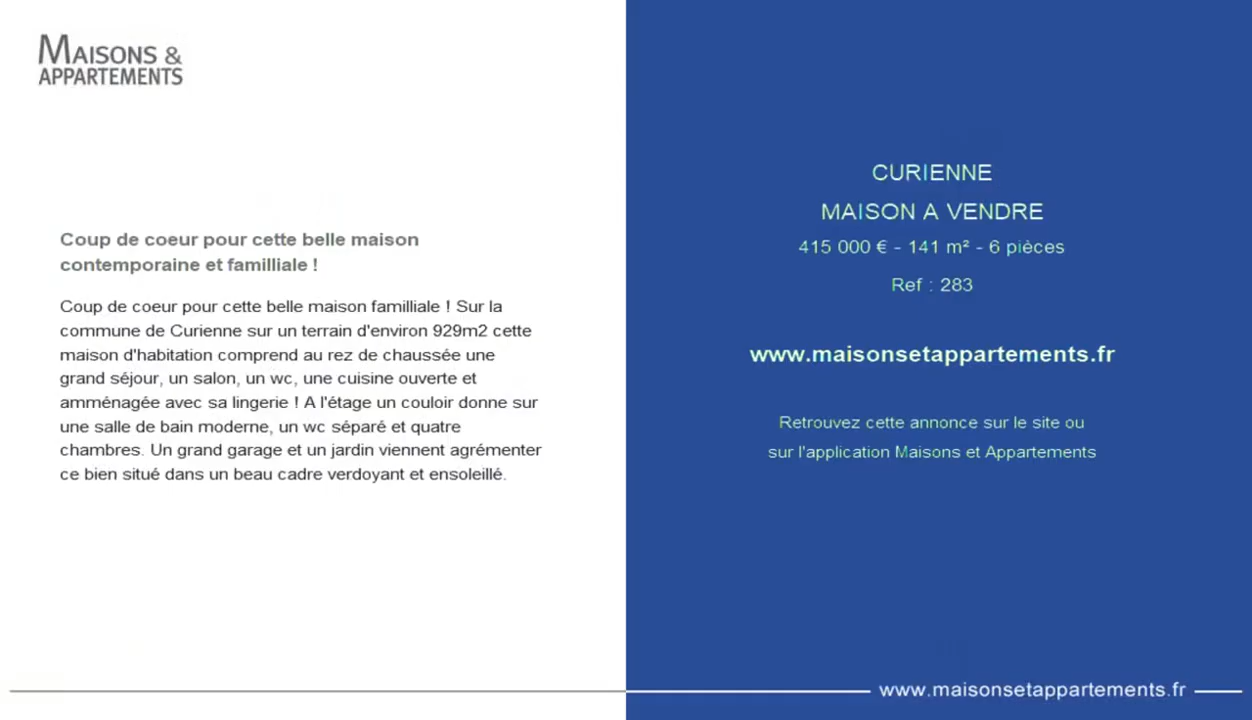 MAISONS &
APPARTEMENTS
Coup de coeur pour cette belle maison
contemporaine et familliale !
Coup de coeur pour cette belle maison familliale ! Sur la
commune de Curienne sur un terrain d'environ 929m2 cette
maison d'habitation comprend au rez de chaussée une
grand séjour, un salon, un wc, une cuisine ouverte et
amménagée avec sa lingerie ! A l'étage un couloir donne sur
une salle de bain moderne, un wc séparé et quatre
chambres. Un grand garage et un jardin viennent agrémenter
ce bien situé dans un beau cadre verdoyant et ensoleillé.
CURIENNE
MAISON A VENDRE
415 000 € - 141 m² - 6 pièces
Ref : 283
www.maisonsetappartements.fr
Retrouvez cette annonce sur le site ou
sur l'application Maisons et Appartements
www.maisonsetappartements.fr